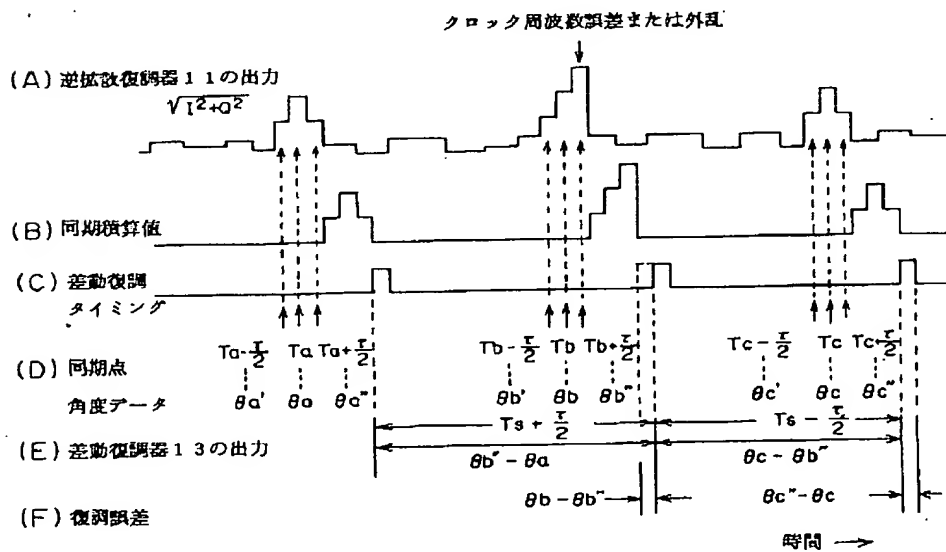 クロック周波数誤差または外乱
(A) 逆拡散復調器11の出力
√I²+Q²
(B) 同期積算値
(C) 差動復調
タイミング
Ta-τ/2 Ta Ta+τ/2 Tb-τ/2 Tb Tb+τ/2 Tc-τ/2 Tc Tc+τ/2
(D) 同期点
角度データ θa' θa θa" θb' θb θb" θc' θc θc"
Ts+τ/2 Ts-τ/2
(E) 差動復調器13の出力
θb"-θa θc-θb"
θb-θb" θc"-θc
(F) 復調誤差
時間